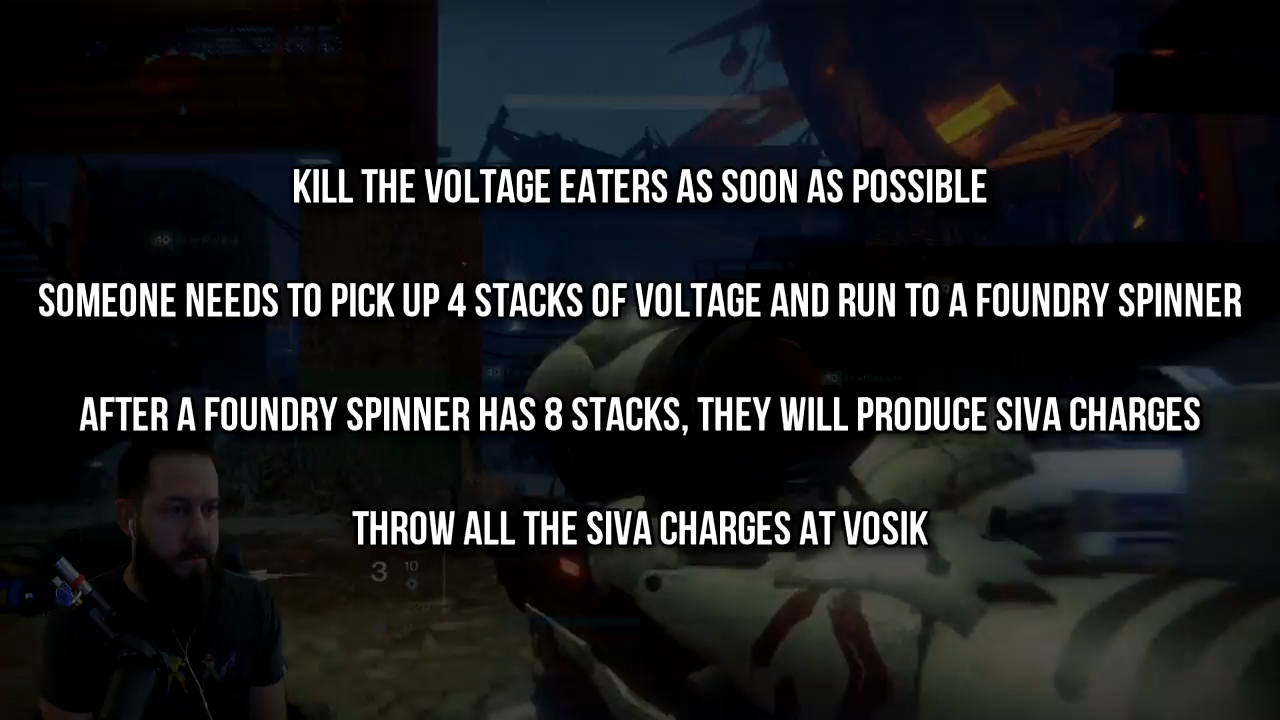 KILL THE VOLTAGE EATERS AS SOON AS POSSIBLE
SOMEONE NEEDS TO PICK UP 4 STACKS OF VOLTAGE AND RUN TO A FOUNDRY SPINNER
AFTER A FOUNDRY SPINNER HAS 8 STACKS, THEY WILL PRODUCE SIVA CHARGES
THROW ALL THE SIVA CHARGES AT VOSIK
3 10